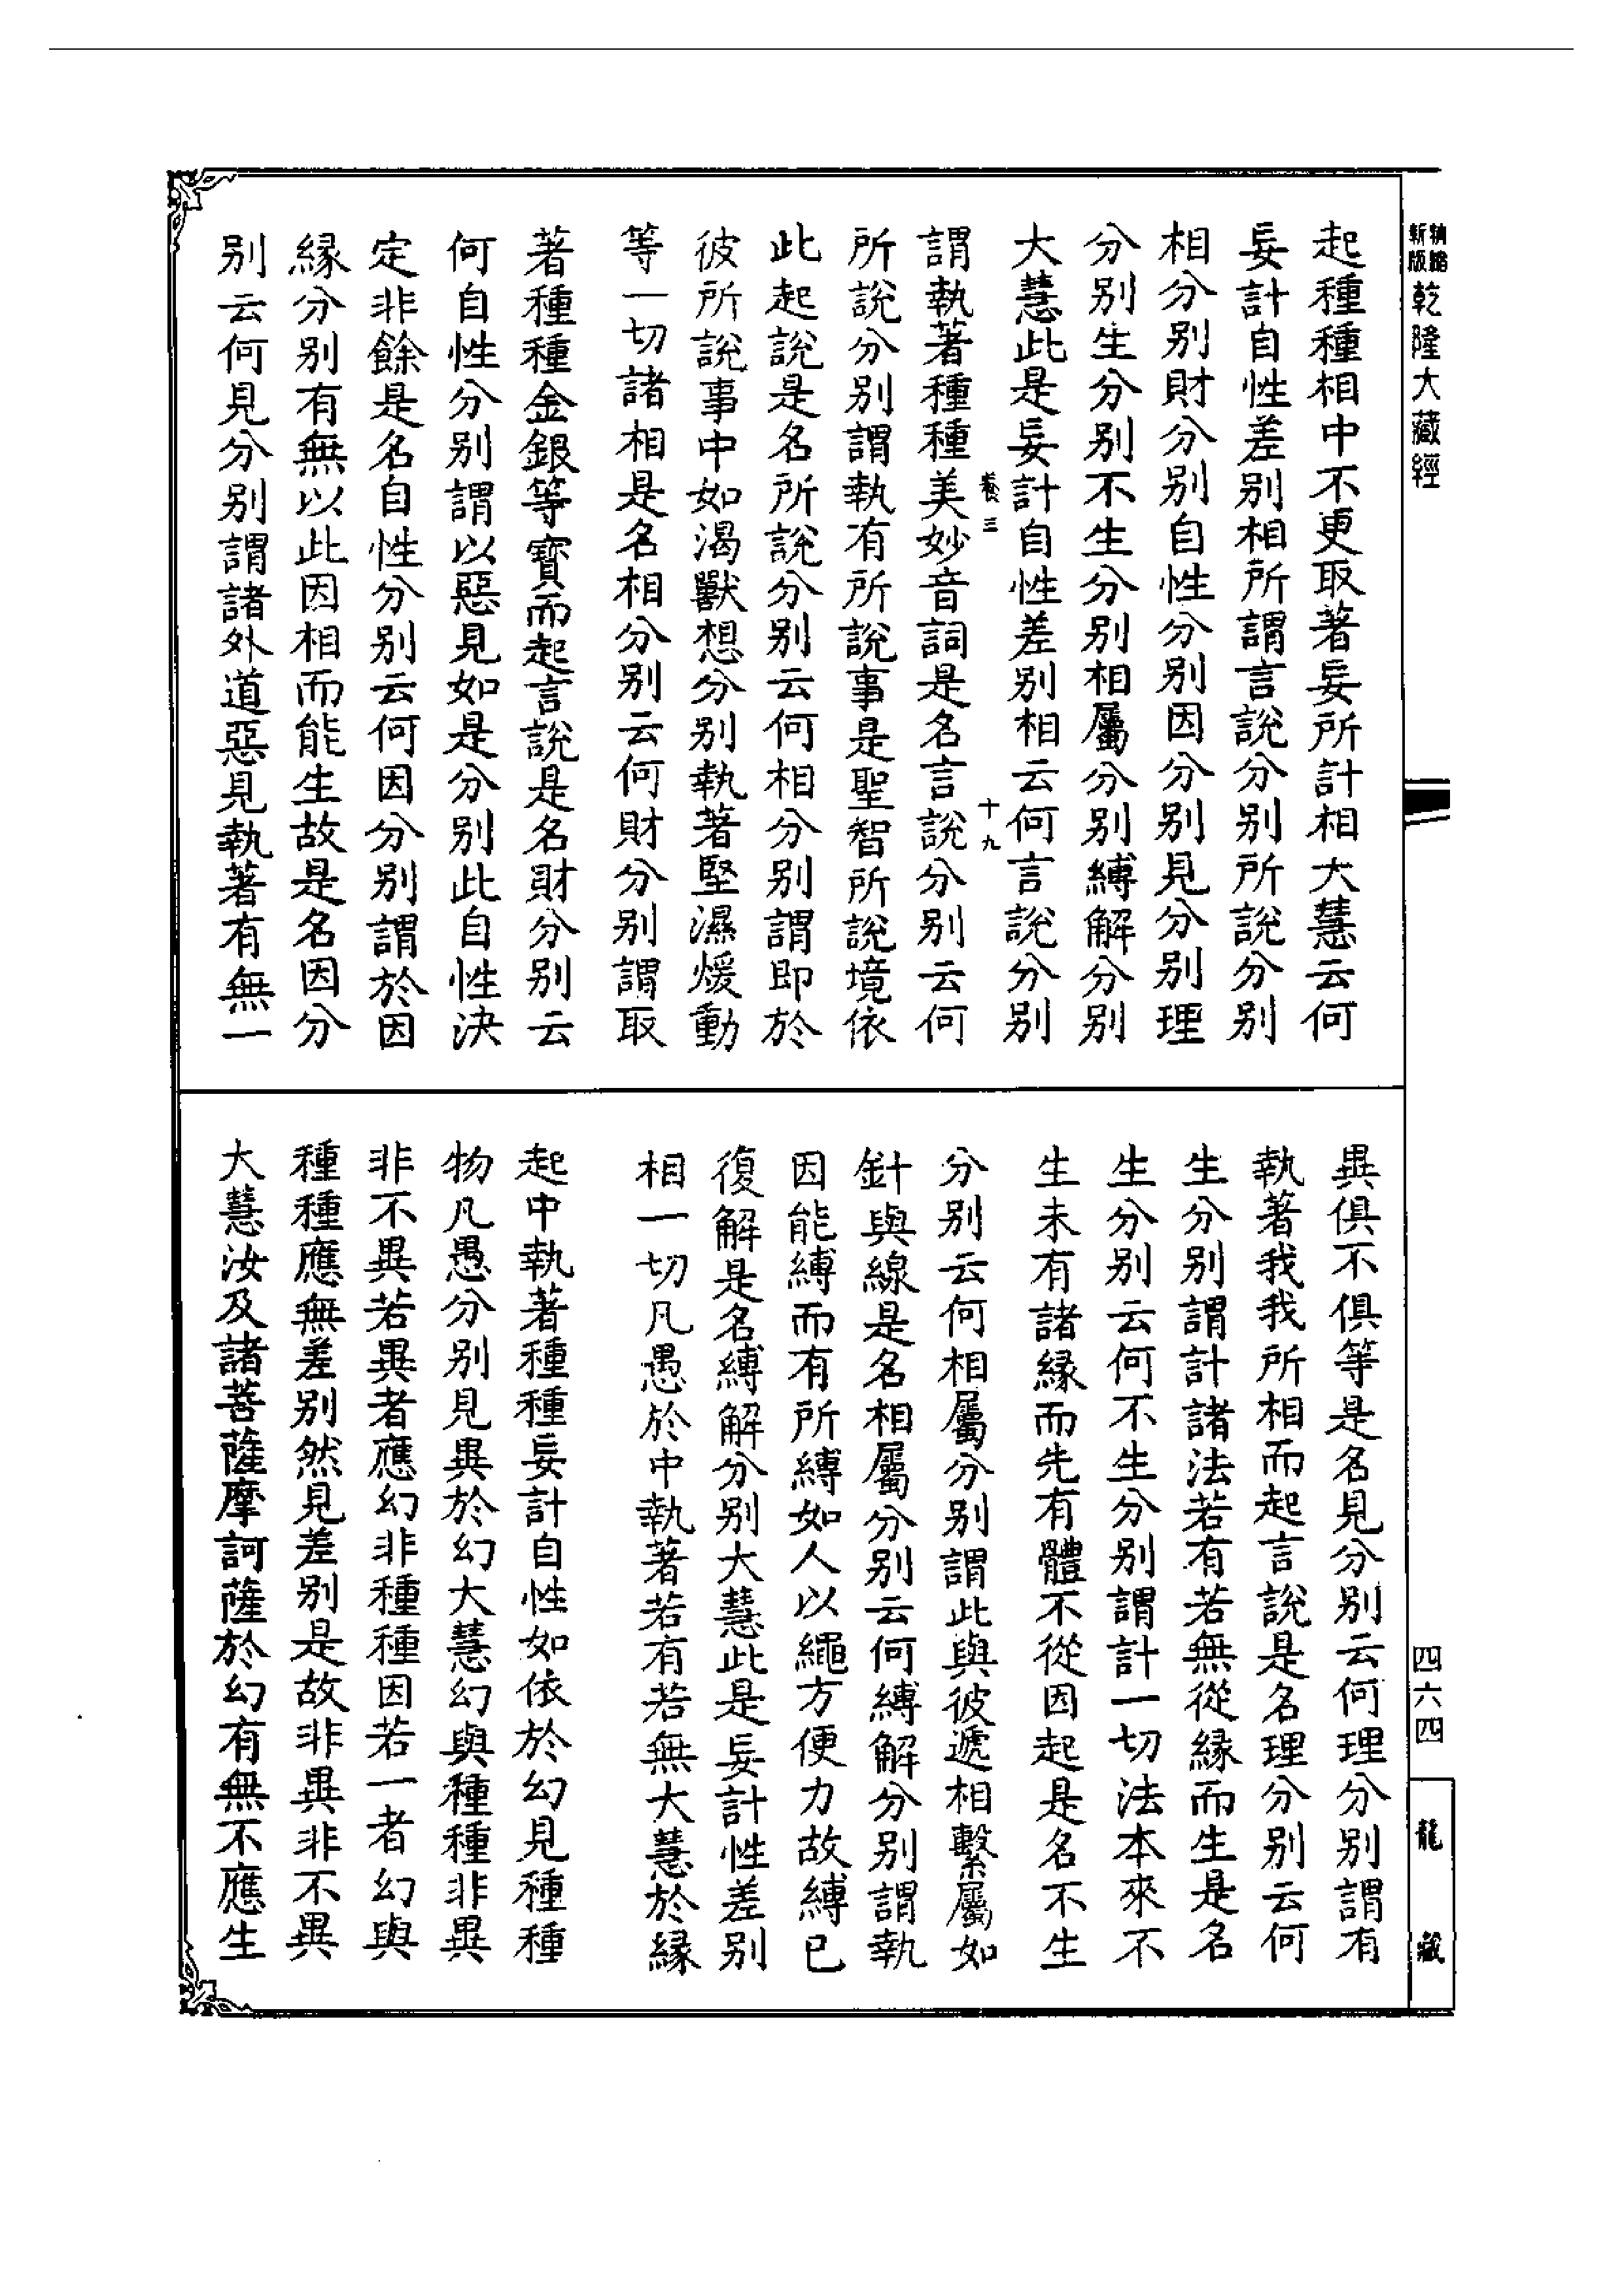 新版
乾隆大藏經
四六四
龍藏
起種種相中不更取著妄所計相大慧云何
妄計自性差別相所謂言說分別所說分別
相分別財分別自性分別因分別見分別理
分別生分別不生分別相屬分別縛解分別
大慧此是妄計自性差別相云何言說分別
卷三 十九
謂執著種種美妙音詞是名言說分別云何
所說分別謂執有所說事是聖智所說境依
此起說是名所說分別云何相分別謂即於
彼所說事中如渴獸想分別執著堅濕煖動
等一切諸相是名相分別云何財分別謂取
著種種金銀等寶而起言說是名財分別云
何自性分別謂以惡見如是分別此自性決
定非餘是名自性分別云何因分別謂於因
緣分別有無以此因相而能生故是名因分
別云何見分別謂諸外道惡見執著有無一
異俱不俱等是名見分別云何理分別謂有
執著我我所相而起言說是名理分別云何
生分別謂計諸法若有若無從緣而生是名
生分別云何不生分別謂計一切法本來不
生未有諸緣而先有體不從因起是名不生
分別云何相屬分別謂此與彼遞相繫屬如
針與線是名相屬分別云何縛解分別謂執
因能縛而有所縛如人以繩方便力故縛已
復解是名縛解分別大慧此是妄計性差別
相一切凡愚於中執著若有若無大慧於緣
起中執著種種妄計自性如依於幻見種種
物凡愚分別見異於幻大慧幻與種種非異
非不異若異者應幻非種種因若一者幻與
種種應無差別然見差別是故非異非不異
大慧汝及諸菩薩摩訶薩於幻有無不應生